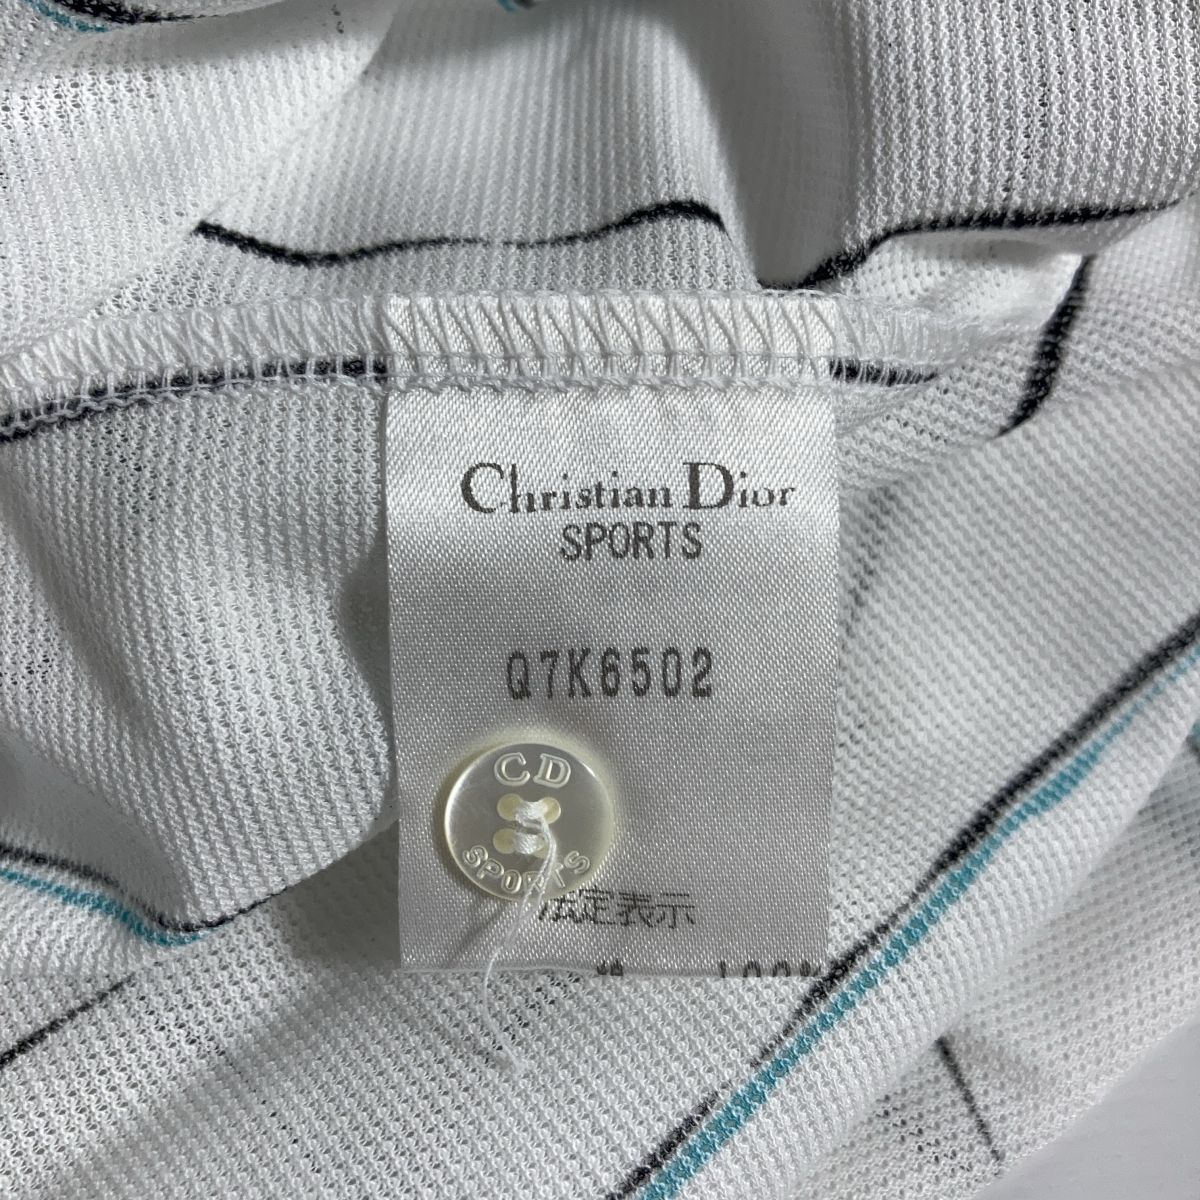 Christian Dior
SPORTS
Q7K6502
CD
SPORTS
法定表示